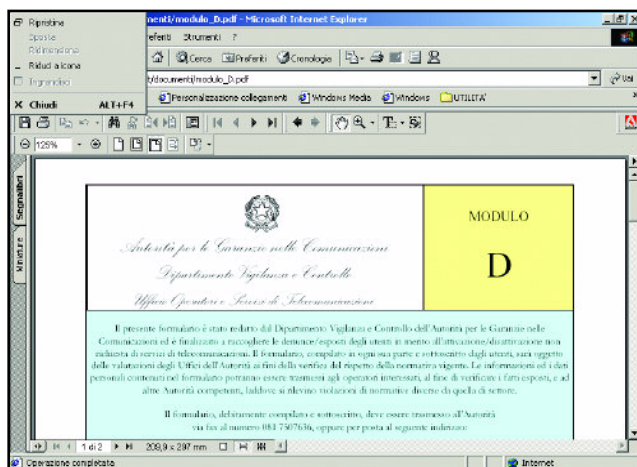 Ripristina
menti/modulo_D.pdf - Microsoft Internet Explorer
Sposta
referiti Strumenti ?
Ridimensiona
Riduci a icona
Cerca Preferiti Cronologia
Ingrandisci
t/documenti/modulo_D.pdf
Vai
X Chiudi ALT+F4
Personalizzazione collegamenti Windows Media Windows UTILITA'
125%
Segnalibri
Miniature
MODULO
D
Autorità per le Garanzie nelle Comunicazioni
Dipartimento Vigilanza e Controllo
Ufficio Operatori e Servizi di Telecomunicazioni
Il presente formulario è stato redatto dal Dipartimento Vigilanza e Controllo dell'Autorità per le Garanzie nelle
Comunicazioni ed è finalizzato a raccogliere le denunce/esposti degli utenti in merito all'attivazione/disattivazione non
richiesta di servizi di telecomunicazioni. Il formulario, compilato in ogni sua parte e sottoscritto dagli utenti, sarà oggetto
delle valutazioni degli Uffici dell'Autorità ai fini della verifica del rispetto della normativa vigente. Le informazioni ed i dati
personali contenuti nel formulario potranno essere trasmessi agli operatori interessati, al fine di verificare i fatti esposti, e ad
altre Autorità competenti, laddove si rilevino violazioni di normative diverse da quella di settore.
Il formulario, debitamente compilato e sottoscritto, deve essere trasmesso all'Autorità
via fax al numero 081 7507636, oppure per posta al seguente indirizzo:
1 di 2 209,9 x 297 mm
Operazione completata Internet